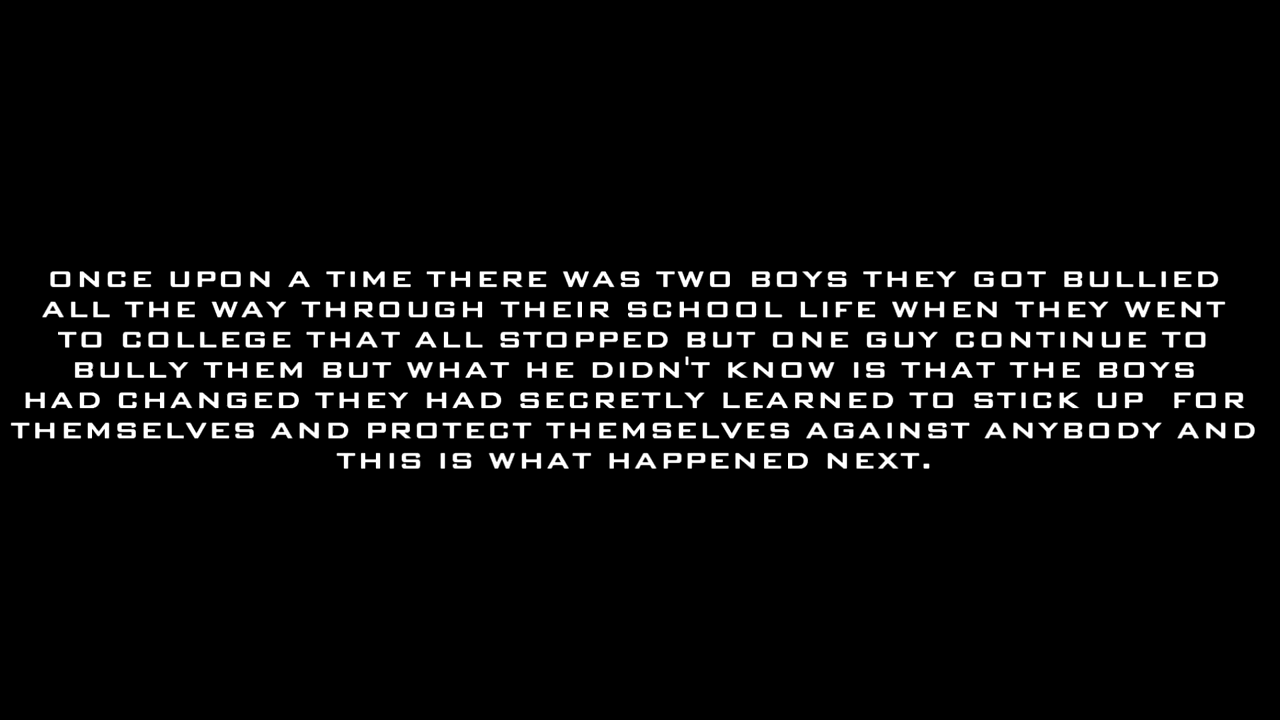 ONCE UPON A TIME THERE WAS TWO BOYS THEY GOT BULLIED
ALL THE WAY THROUGH THEIR SCHOOL LIFE WHEN THEY WENT
TO COLLEGE THAT ALL STOPPED BUT ONE GUY CONTINUE TO
BULLY THEM BUT WHAT HE DIDN'T KNOW IS THAT THE BOYS
HAD CHANGED THEY HAD SECRETLY LEARNED TO STICK UP  FOR
THEMSELVES AND PROTECT THEMSELVES AGAINST ANYBODY AND
THIS IS WHAT HAPPENED NEXT.